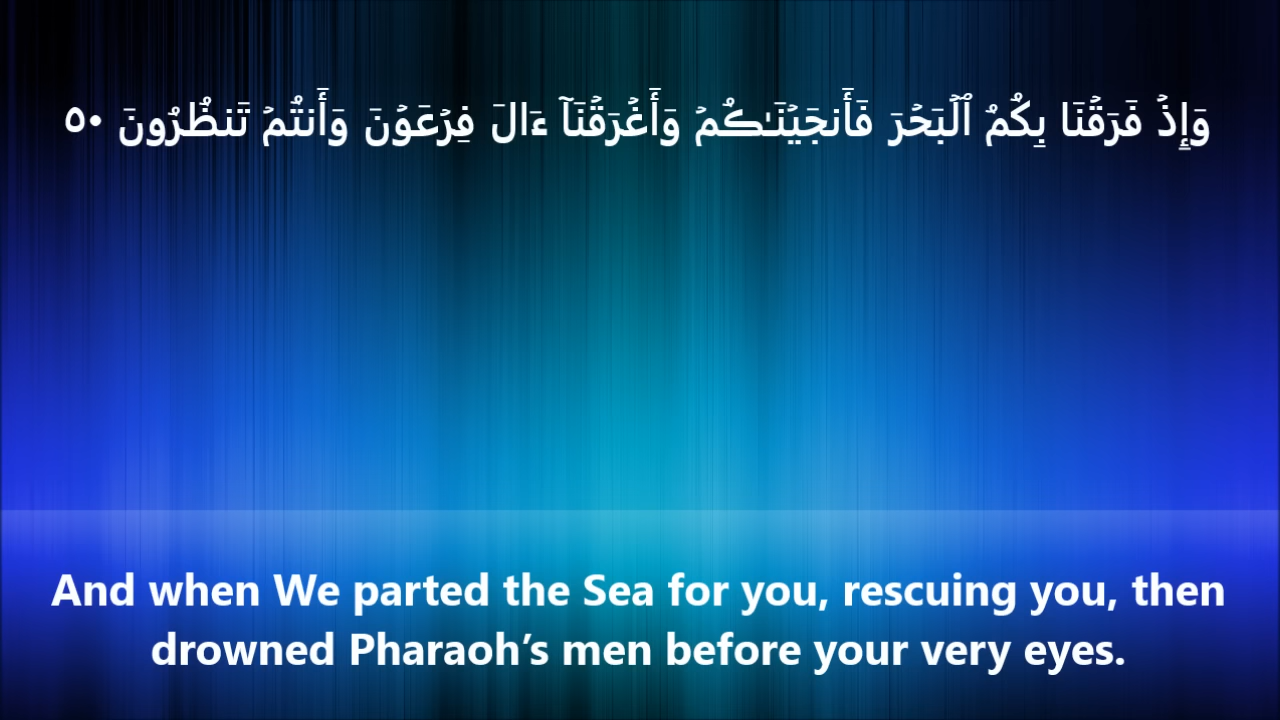 وَإِذۡ فَرَقۡنَا بِكُمُ ٱلۡبَحۡرَ فَأَنجَيۡنَـٰكُمۡ وَأَغۡرَقۡنَآ ءَالَ فِرۡعَوۡنَ وَأَنتُمۡ تَنظُرُونَ ٥٠
And when We parted the Sea for you, rescuing you, then
drowned Pharaoh’s men before your very eyes.